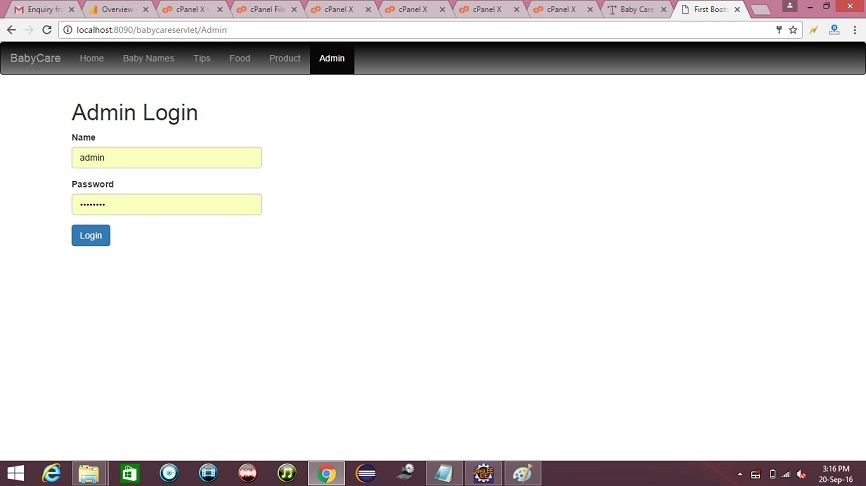 Enquiry fro
Overview
cPanel X -
cPanel File
cPanel X
cPanel X
cPanel X
cPanel X
Baby Care
First Boots
localhost:8090/babycareservlet/Admin
BabyCare Home Baby Names Tips Food Product Admin
Admin Login
Name
admin
Password
Login
3:16 PM
20-Sep-16